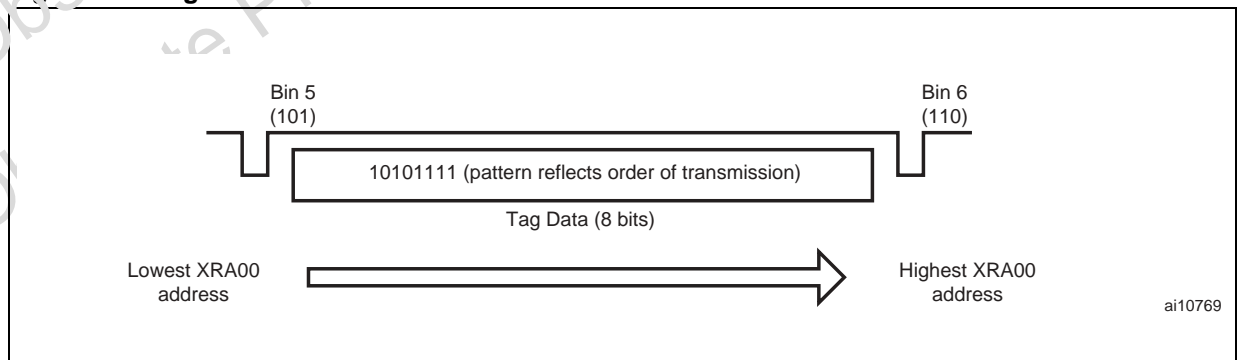 Bin 5
(101)
Bin 6
(110)
10101111 (pattern reflects order of transmission)
Tag Data (8 bits)
Lowest XRA00
address
Highest XRA00
address
ai10769